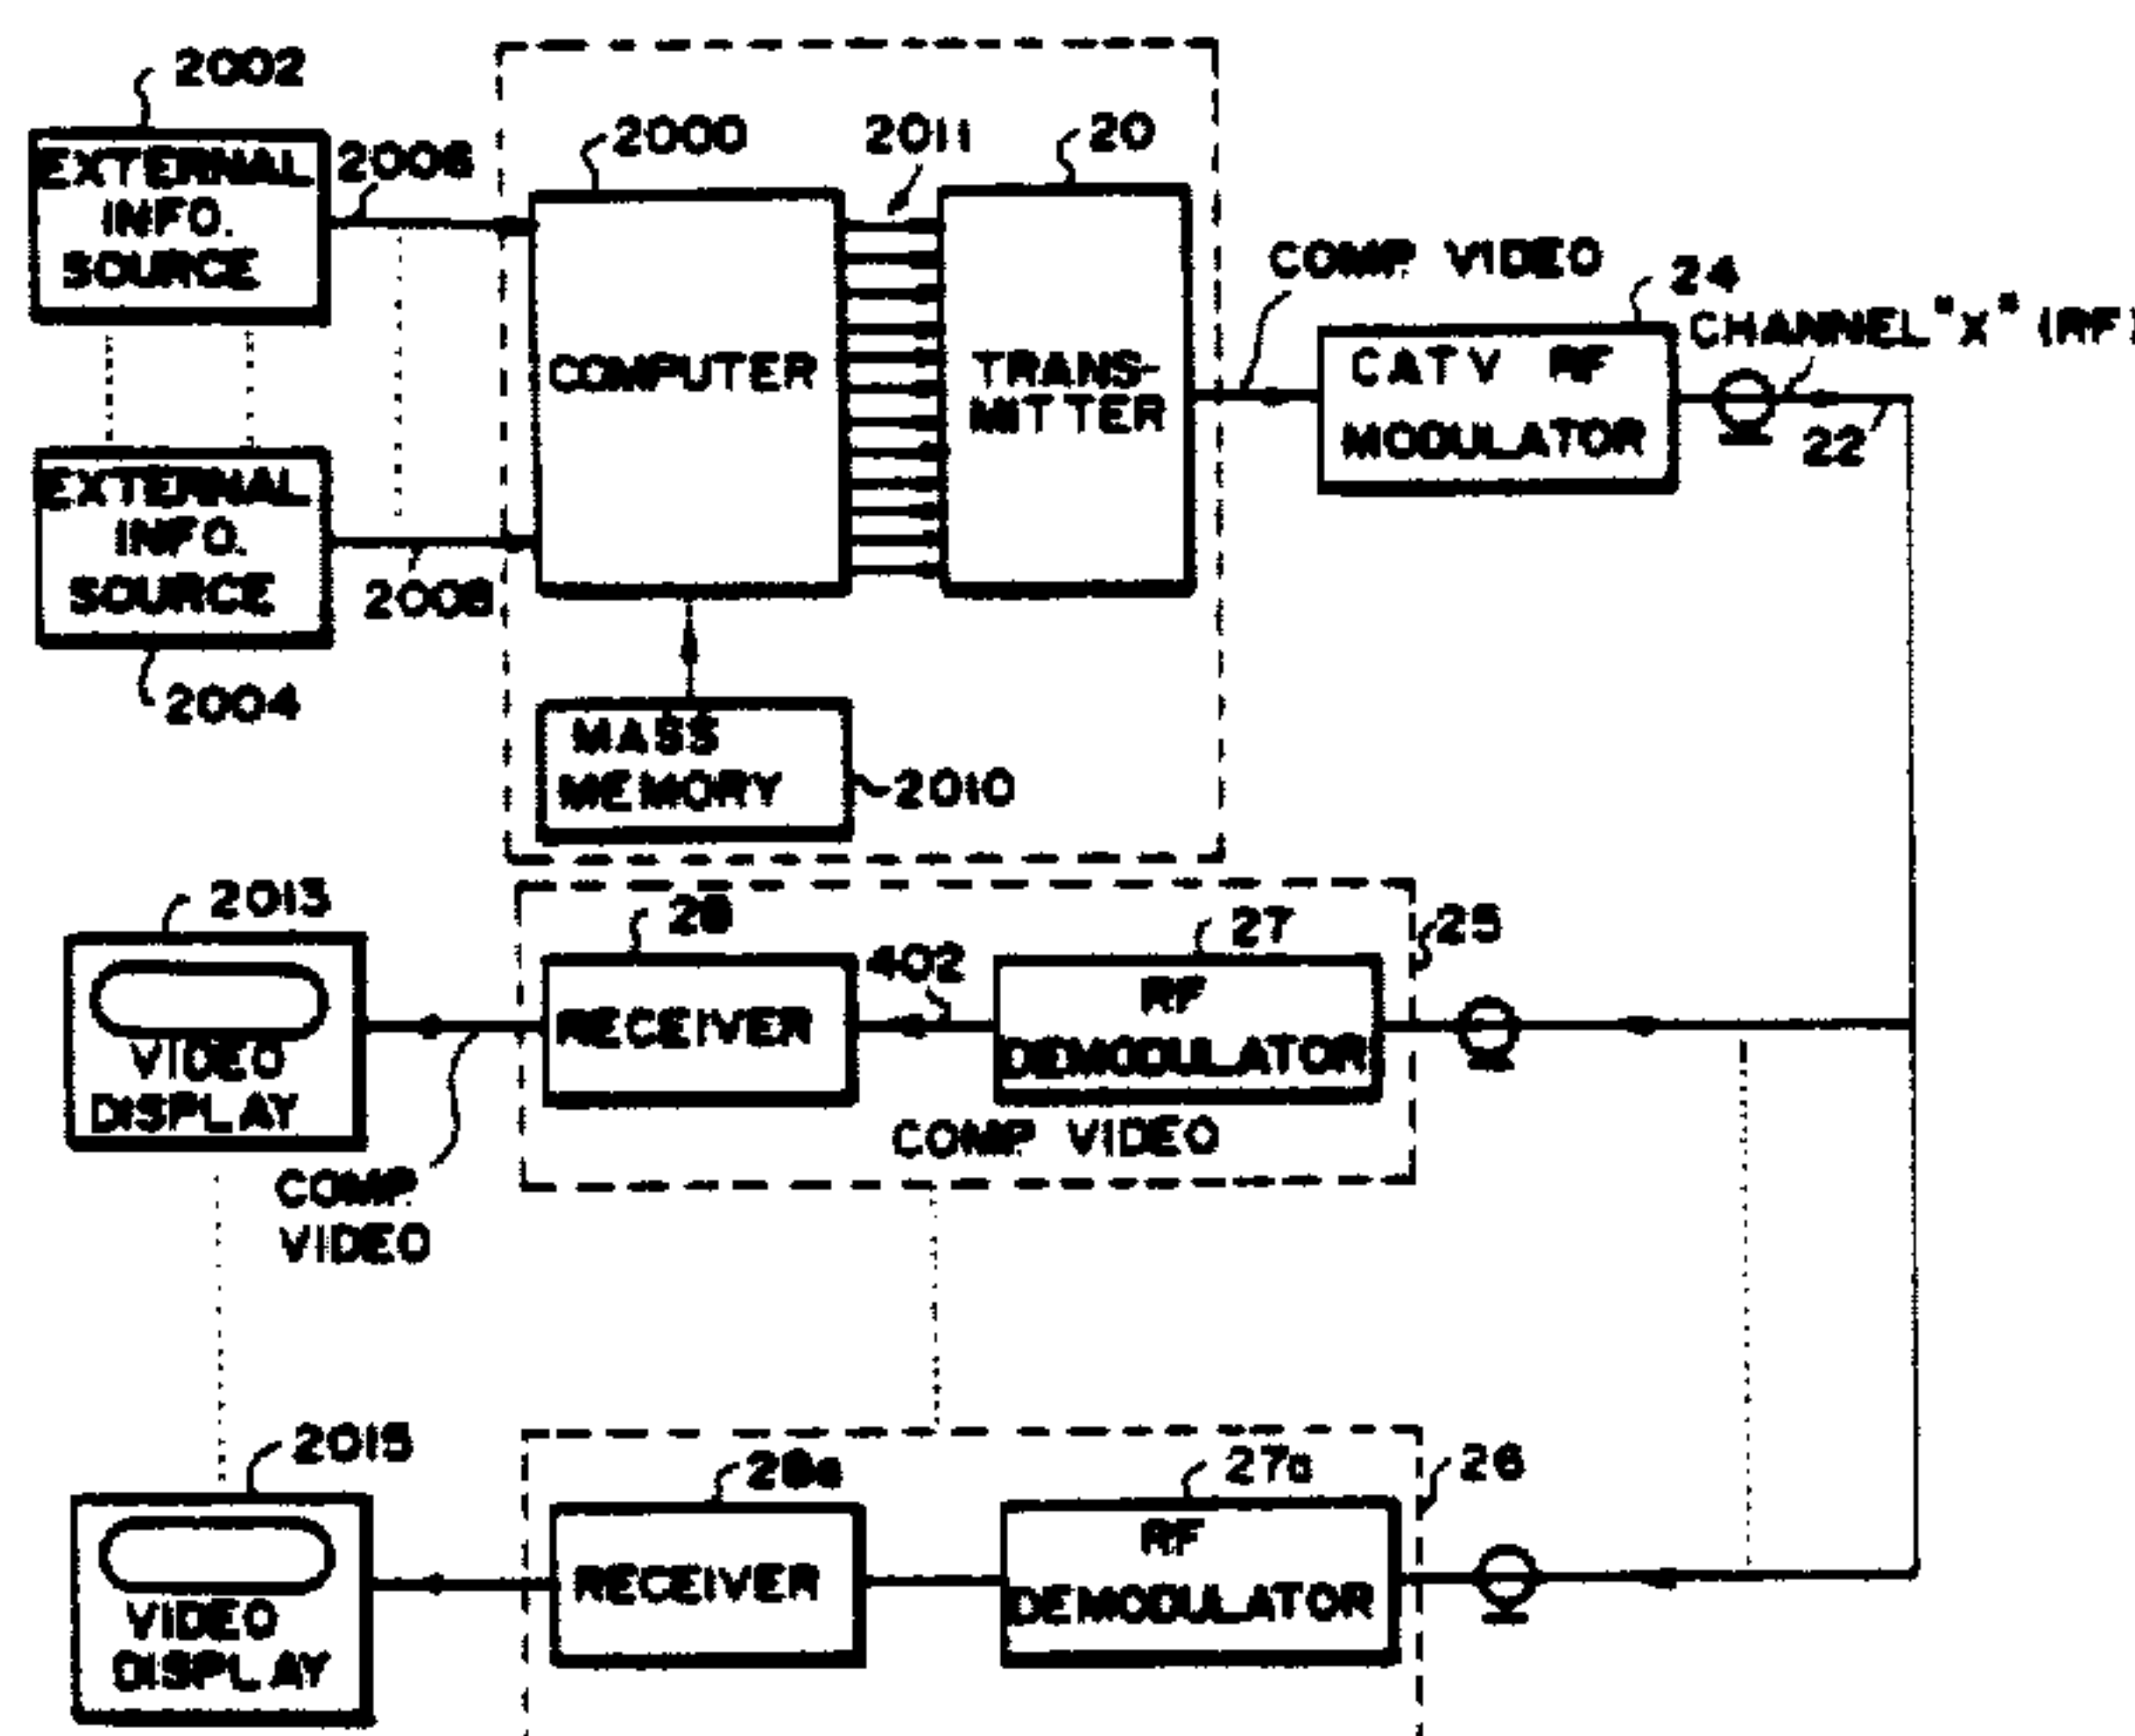 2002
EXTERNAL
INFO.
SOURCE
2006
2000
2011
20
COMPUTER
TRANS-
MITTER
COMP. VIDEO
24
CATV RF
MODULATOR
CHANNEL "X" (RF)
22
EXTERNAL
INFO.
SOURCE
2008
2004
MASS
MEMORY
2010
2013
VIDEO
DISPLAY
COMP.
VIDEO
28
RECEIVER
402
27
RF
DEMODULATOR
COMP. VIDEO
25
2015
VIDEO
DISPLAY
28a
RECEIVER
27a
RF
DEMODULATOR
26